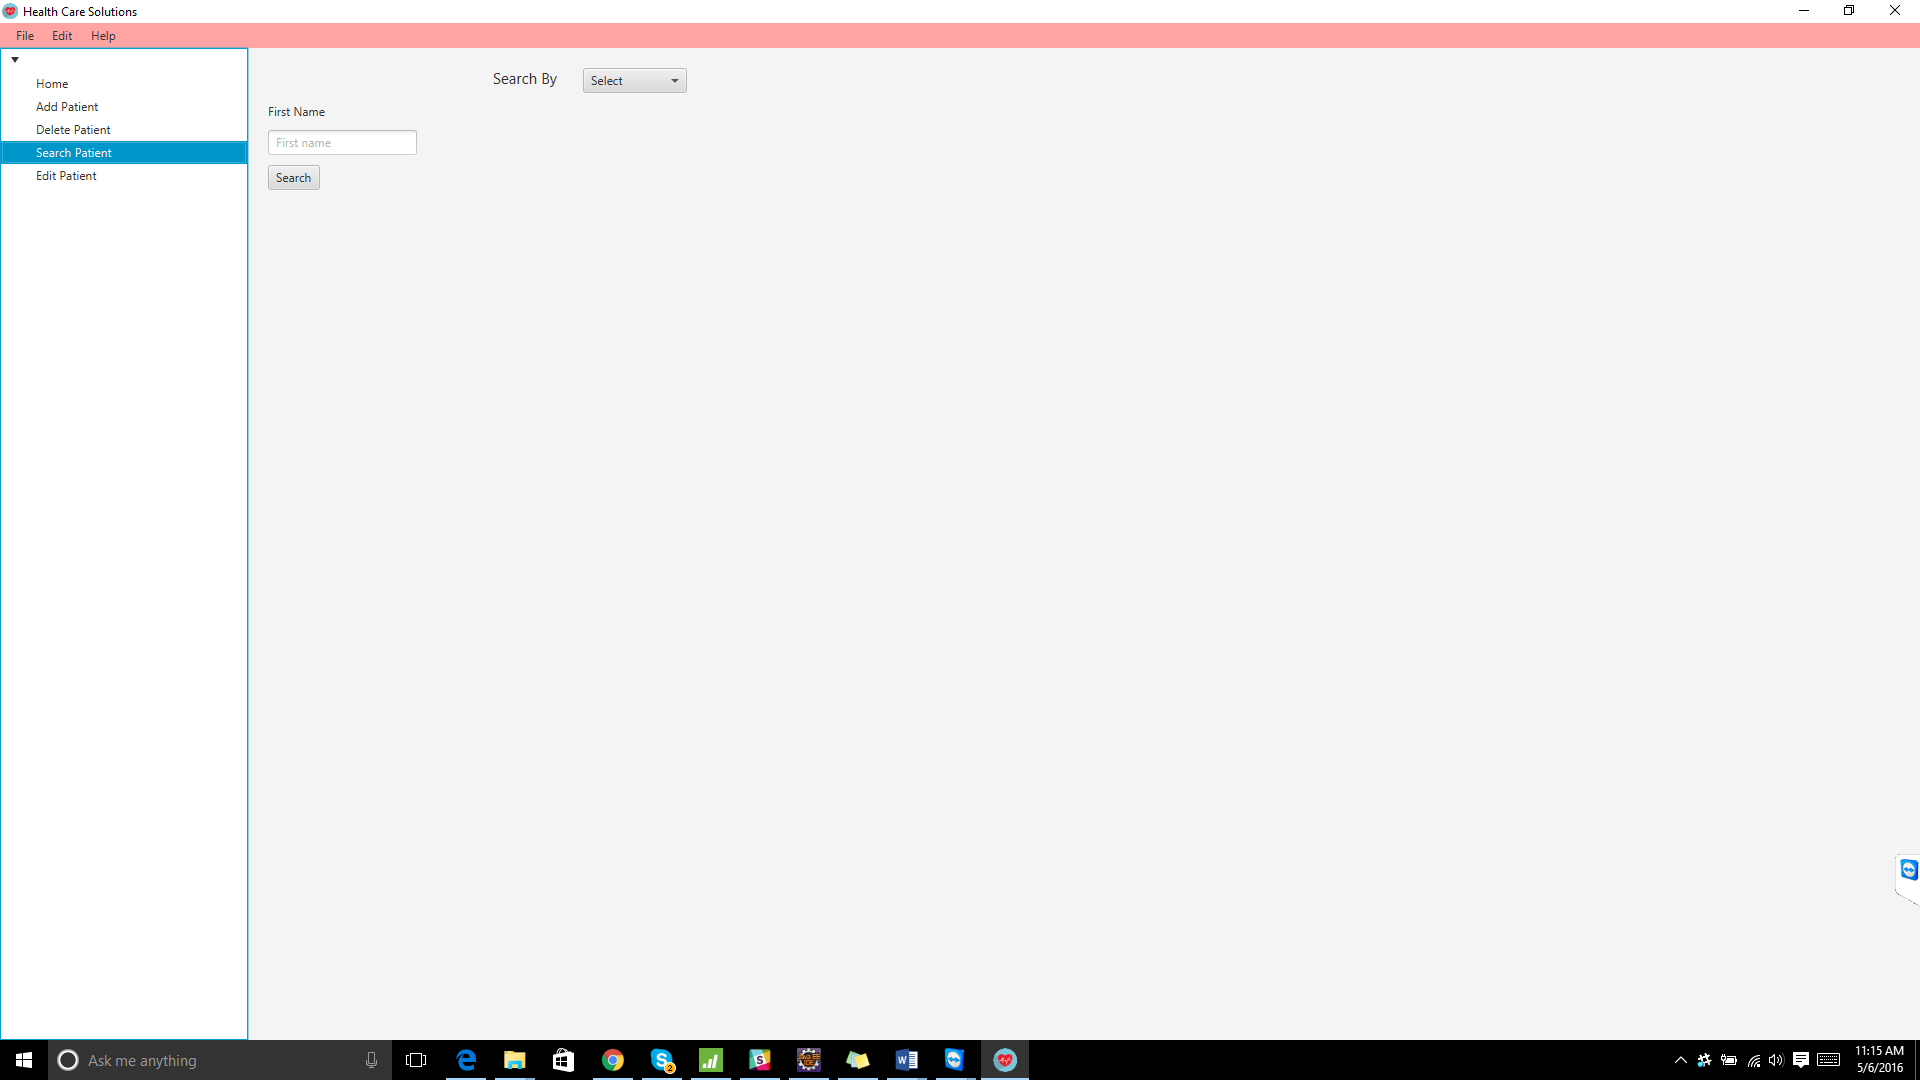 Health Care Solutions
File Edit Help
Home
Add Patient
Delete Patient
Search Patient
Edit Patient
Search By Select
First Name
First name
Search
Ask me anything
2
11:15 AM
5/6/2016